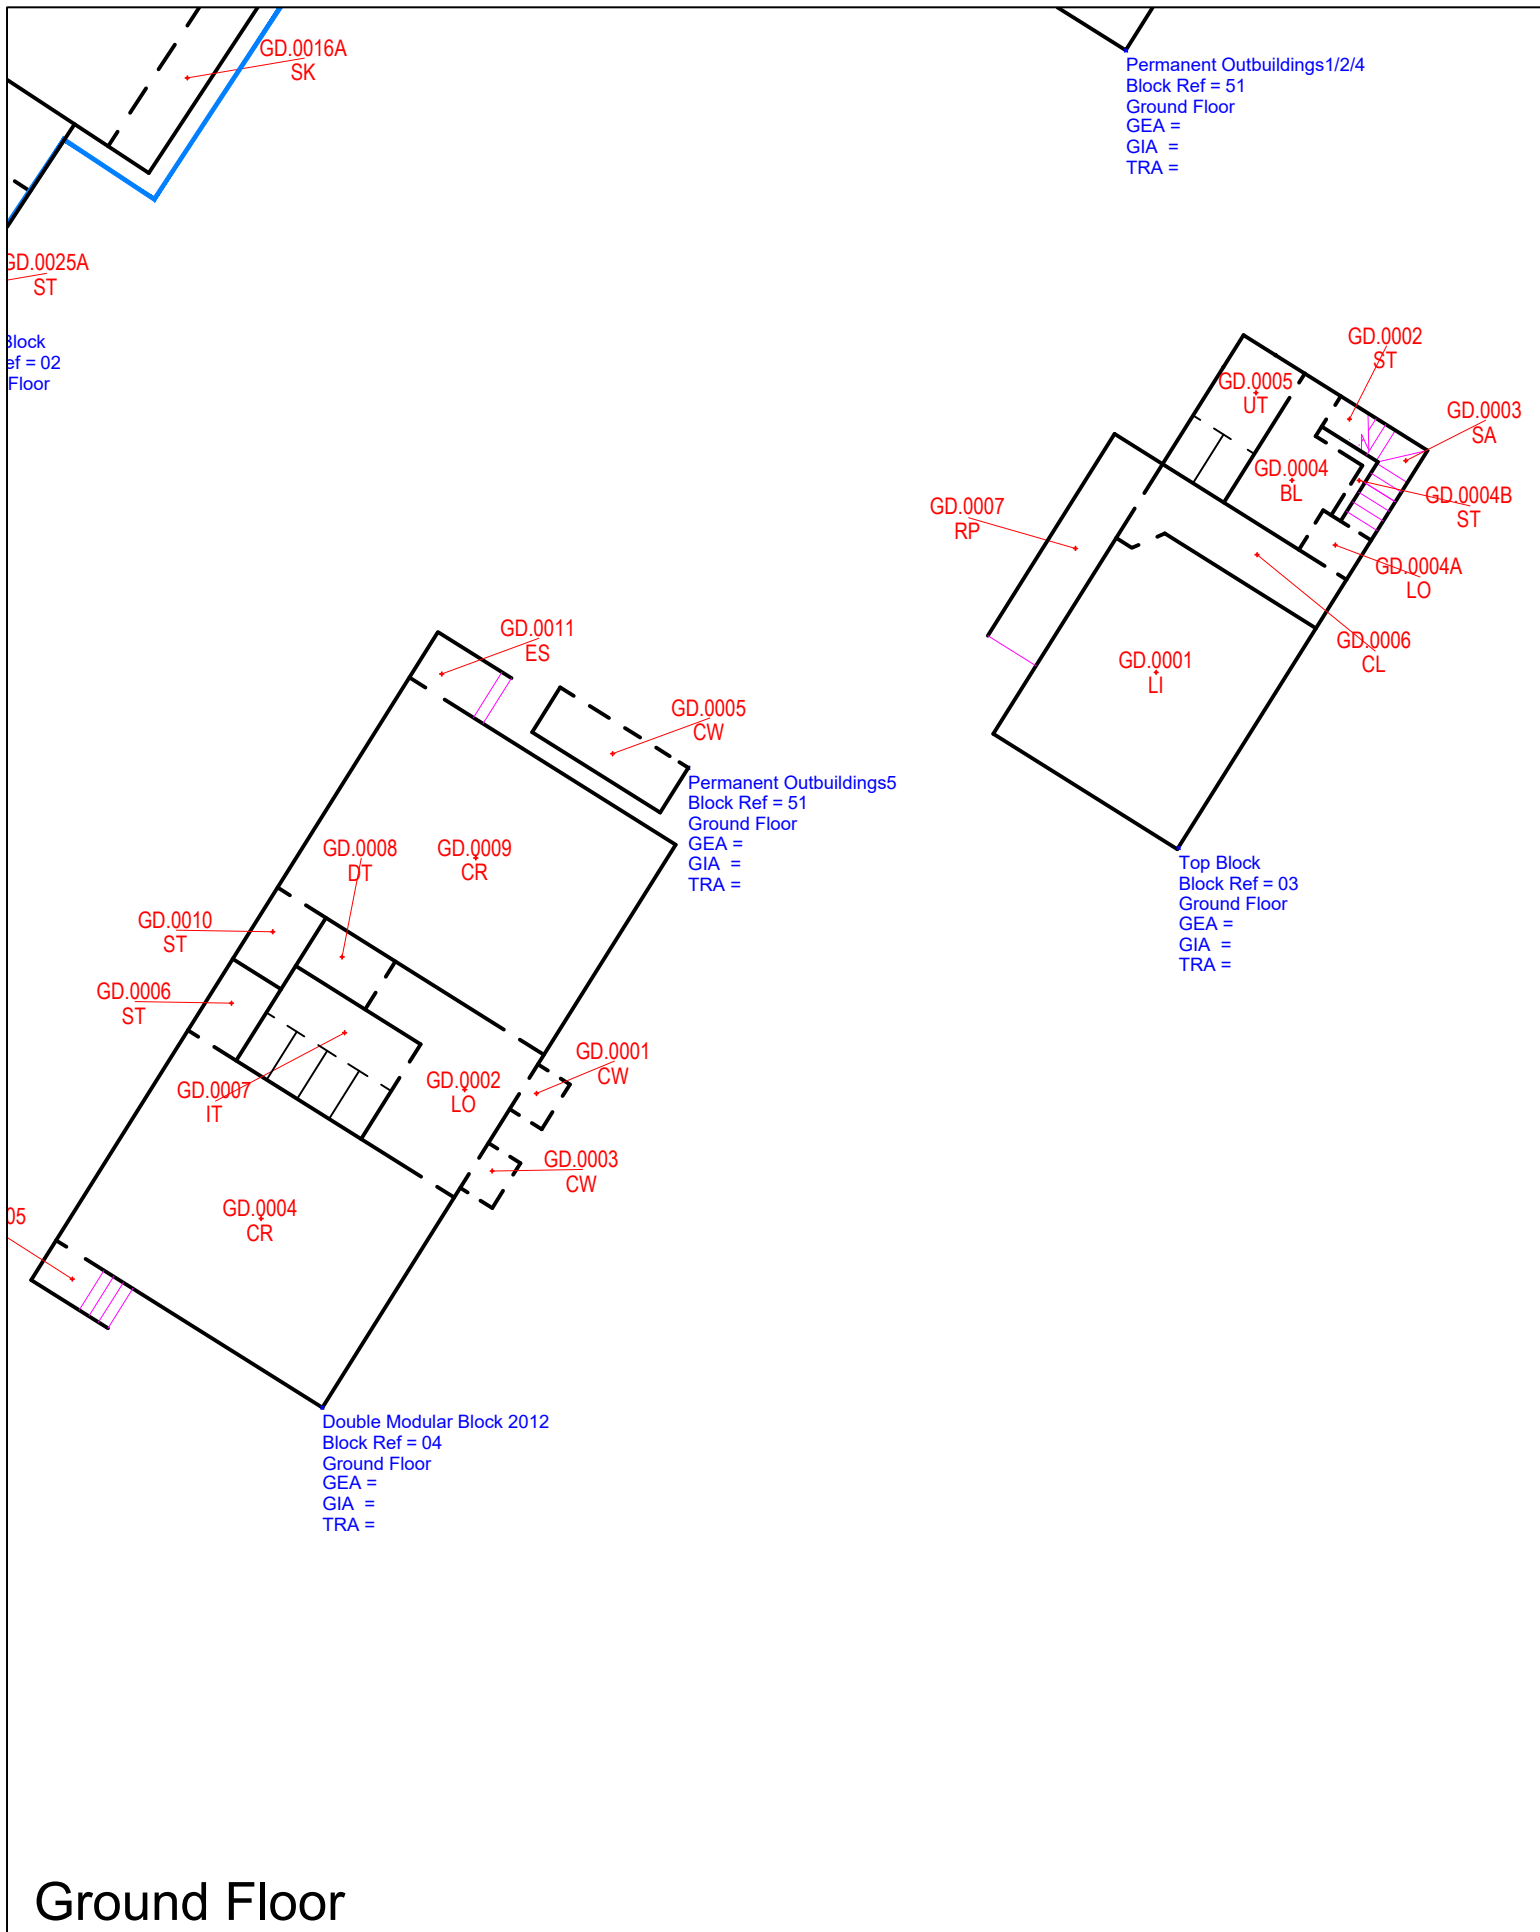 GD.0016A
SK
Permanent Outbuildings1/2/4
Block Ref = 51
Ground Floor
GEA =
GIA =
TRA =
GD.0025A
ST
Block
ef = 02
Floor
GD.0002
ST
GD.0005
UT
GD.0003
SA
GD.0004
BL
GD.0004B
ST
GD.0007
RP
GD.0004A
LO
GD.0006
CL
GD.0001
LI
Top Block
Block Ref = 03
Ground Floor
GEA =
GIA =
TRA =
GD.0011
ES
GD.0005
CW
Permanent Outbuildings5
Block Ref = 51
Ground Floor
GEA =
GIA =
TRA =
GD.0008
DT
GD.0009
CR
GD.0010
ST
GD.0006
ST
GD.0007
IT
GD.0002
LO
GD.0001
CW
GD.0003
CW
GD.0004
CR
05
Double Modular Block 2012
Block Ref = 04
Ground Floor
GEA =
GIA =
TRA =
Ground Floor